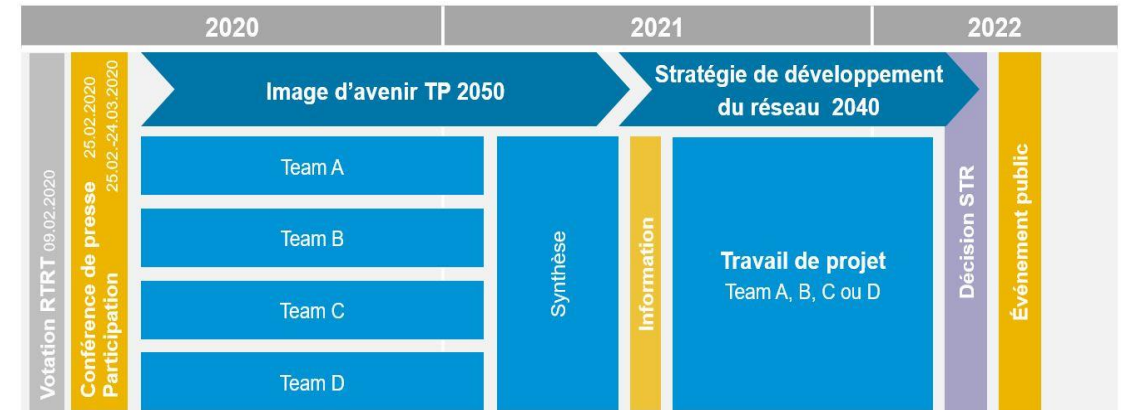 2020
2021
2022
Votation RTRT 09.02.2020
Conférence de presse 25.02.2020
Participation 25.02.-24.03.2020
Image d’avenir TP 2050
Stratégie de développement
du réseau 2040
Team A
Team B
Team C
Team D
Synthèse
Information
Travail de projet
Team A, B, C ou D
Décision STR
Événement public